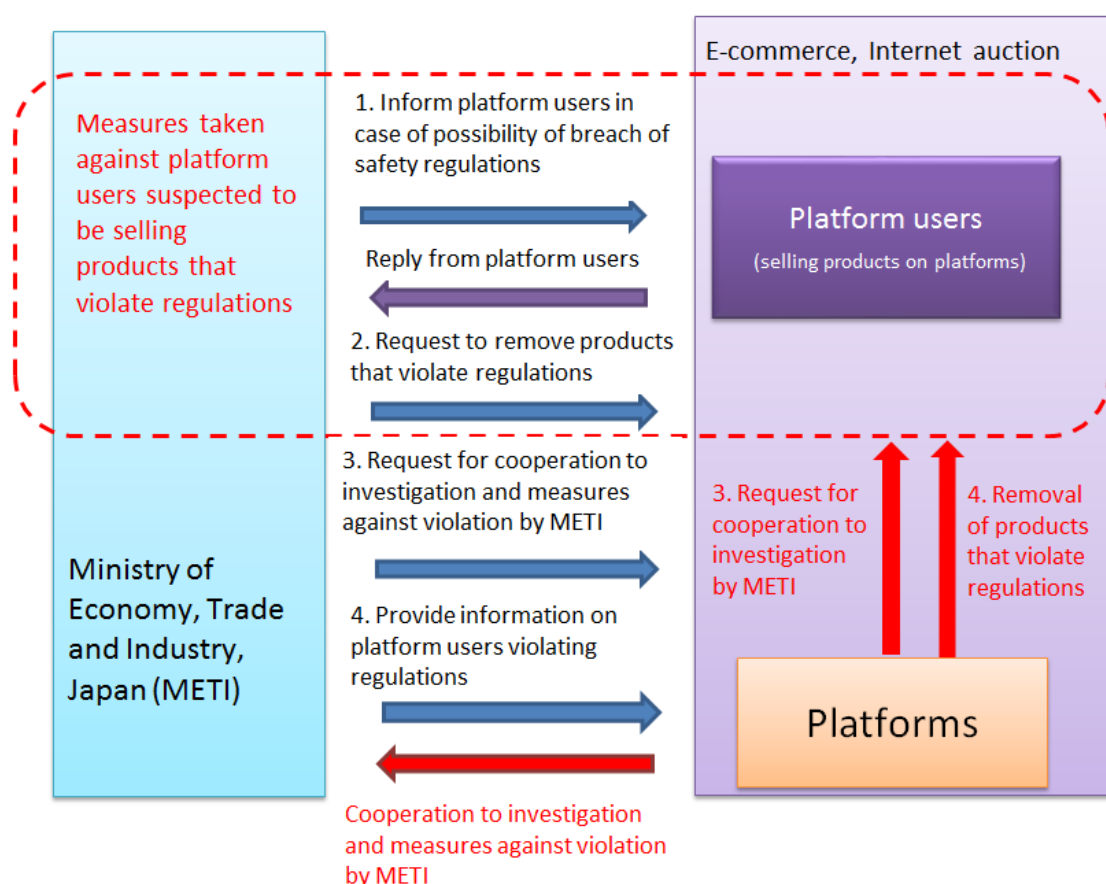 E-commerce, Internet auction
Measures taken
against platform
users suspected to
be selling
products that
violate regulations
1. Inform platform users in
case of possibility of breach of
safety regulations
Reply from platform users
2. Request to remove products
that violate regulations
Platform users
(selling products on platforms)
3. Request for cooperation to
investigation and measures
against violation by METI
4. Provide information on
platform users violating
regulations
Cooperation to investigation
and measures against violation
by METI
Ministry of
Economy, Trade
and Industry,
Japan (METI)
3. Request for
cooperation to
investigation
by METI
4. Removal
of products
that violate
regulations
Platforms